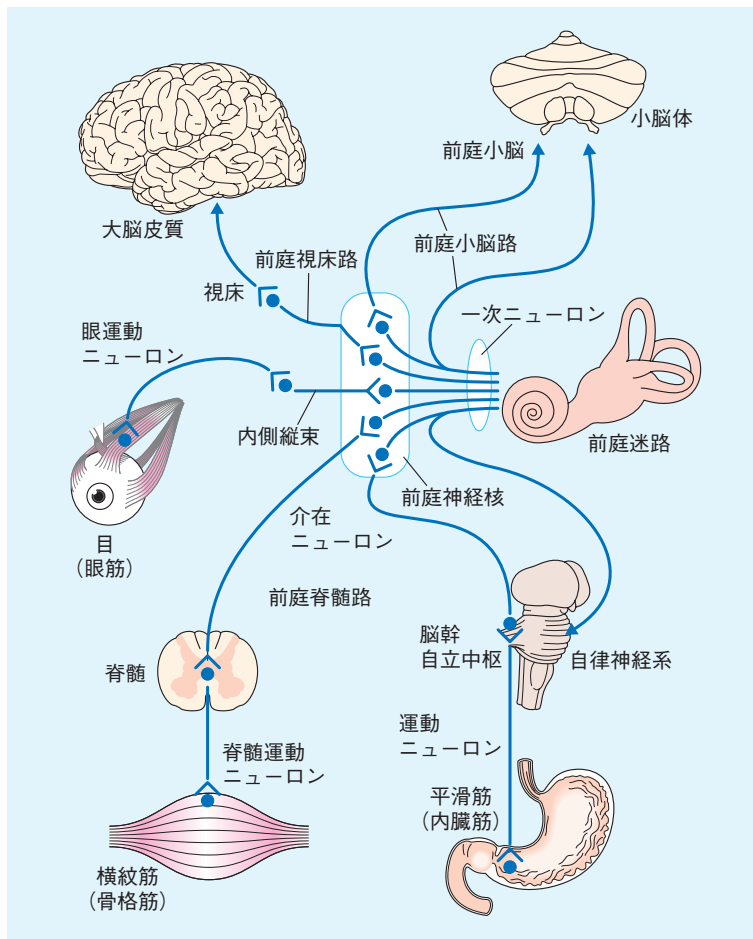 小脳体
前庭小脳
大脳皮質
前庭視床路
前庭小脳路
視床
一次ニューロン
眼運動
ニューロン
内側縦束
前庭迷路
前庭神経核
目
（眼筋）
介在
ニューロン
前庭脊髄路
脳幹
自立中枢
自律神経系
脊髄
脊髄運動
ニューロン
運動
ニューロン
平滑筋
（内臓筋）
横紋筋
（骨格筋）